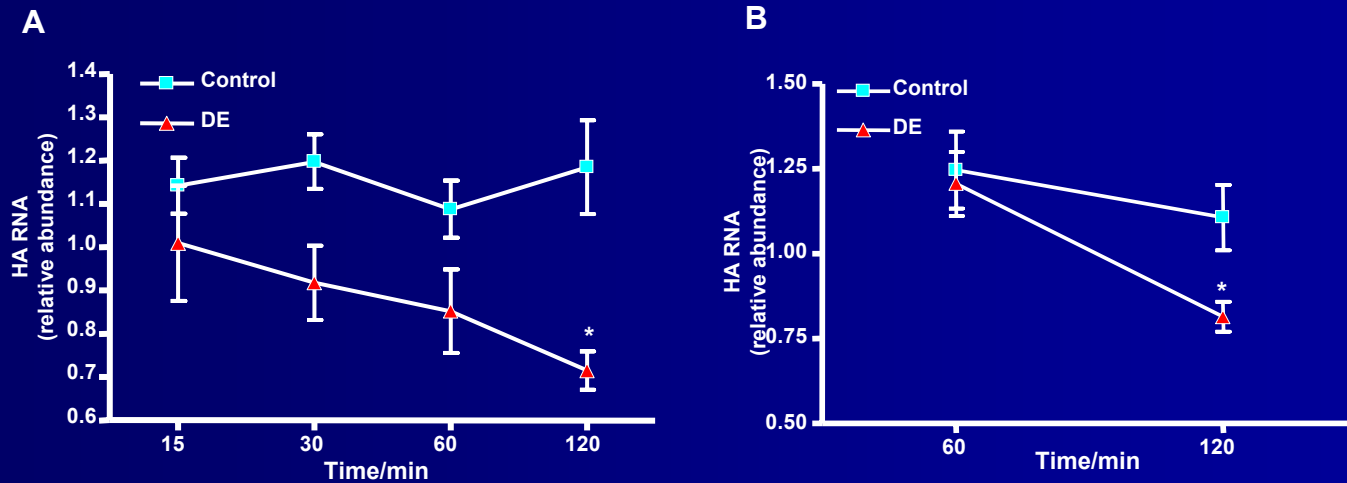 A
1.4
1.3
1.2
1.1
1.0
0.9
0.8
0.7
0.6
HA RNA
(relative abundance)
Control
DE
*
15 30 60 120
Time/min
B
1.50
1.25
1.00
0.75
0.50
HA RNA
(relative abundance)
Control
DE
*
60 120
Time/min